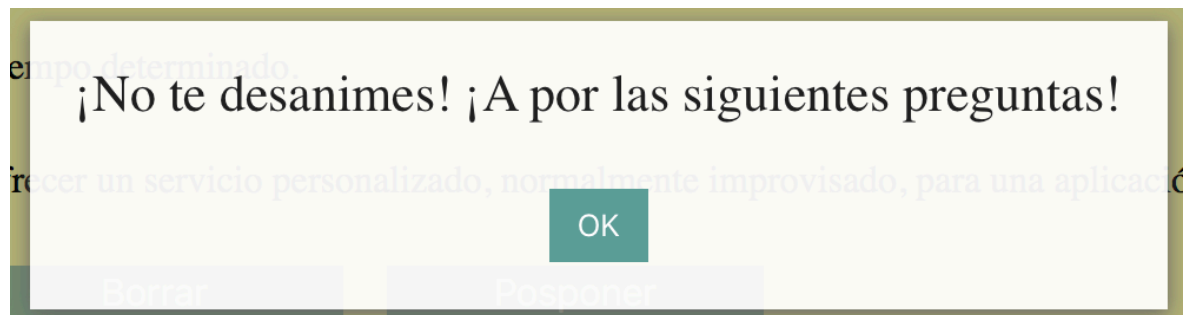 empo determinado.
¡No te desanimes! ¡A por las siguientes preguntas!
frecer un servicio personalizado, normalmente improvisado, para una aplicació
OK
Borrar
Posponer